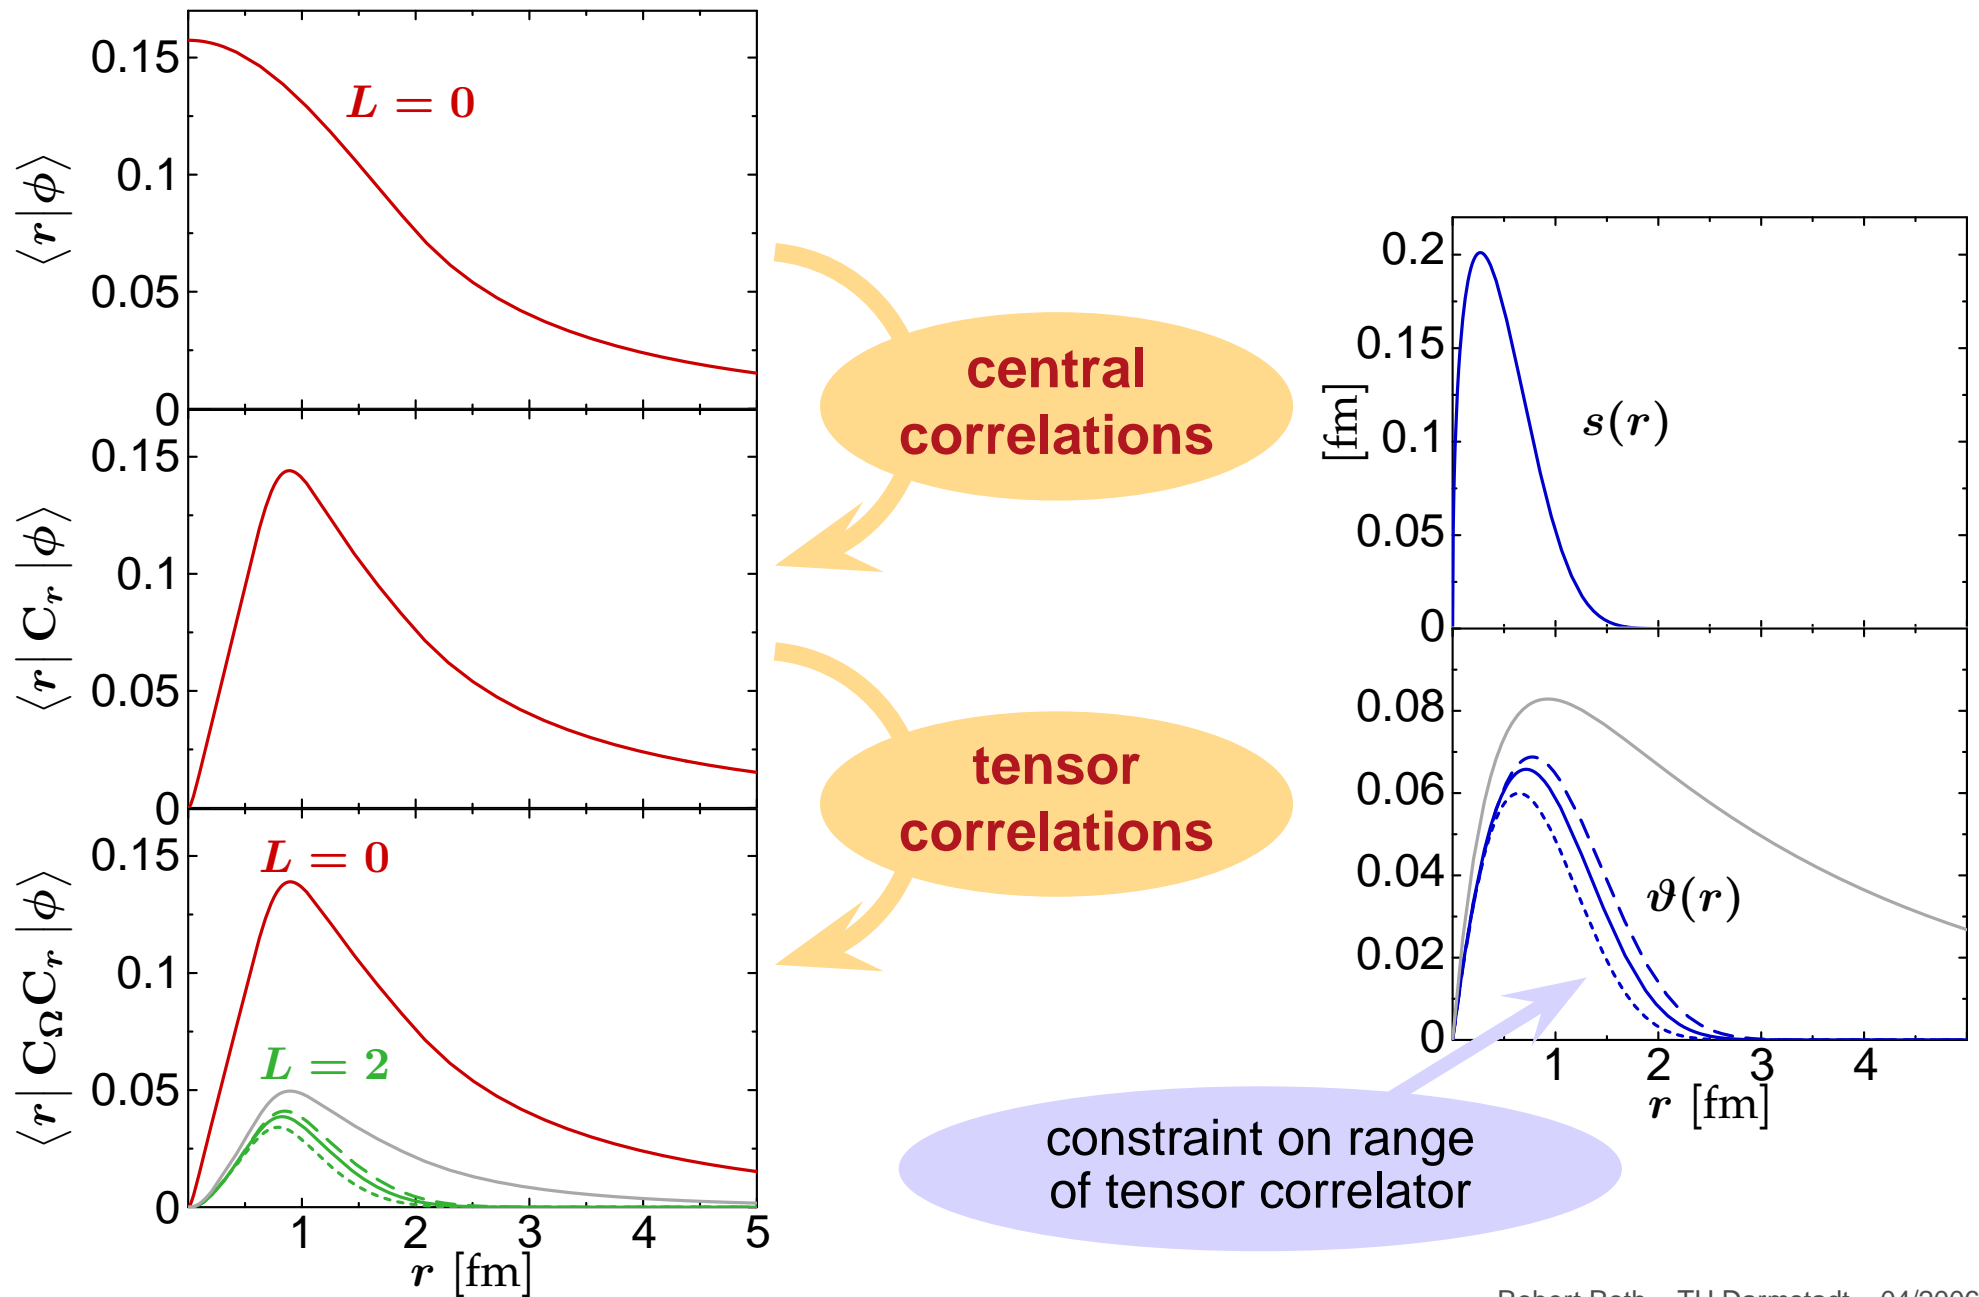 0.15
0.1
0.05
0
⟨r|ϕ⟩
L = 0
0.15
0.1
0.05
0
⟨r| C_r |ϕ⟩
0.15
0.1
0.05
0
⟨r| C_Ω C_r |ϕ⟩
L = 0
L = 2
1 2 3 4 5
r [fm]
central
correlations
tensor
correlations
0.2
0.15
0.1
0.05
0
[fm]
s(r)
0.08
0.06
0.04
0.02
0
ϑ(r)
1 2 3 4
r [fm]
constraint on range
of tensor correlator